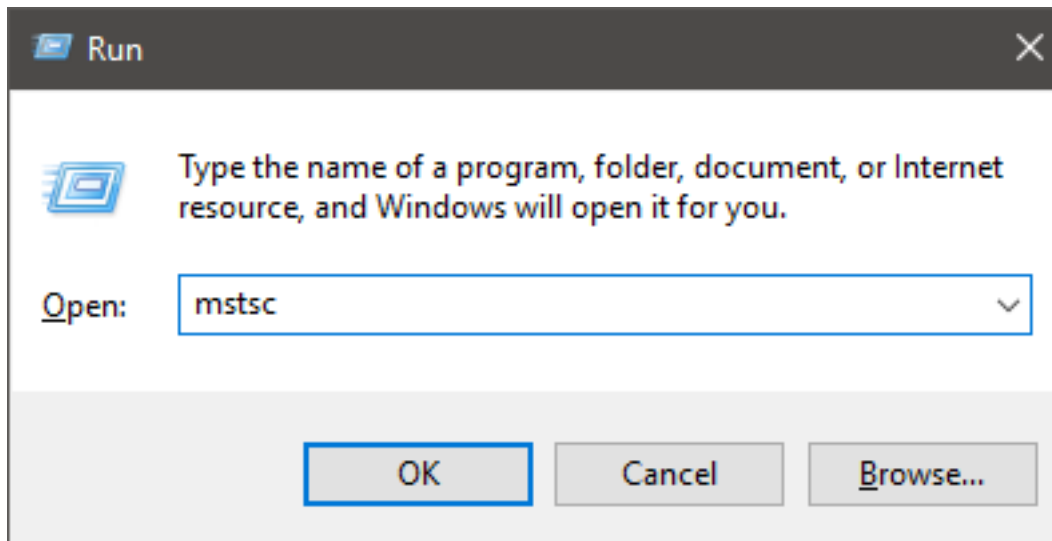 Run
Type the name of a program, folder, document, or Internet
resource, and Windows will open it for you.
Open: mstsc
OK Cancel Browse...